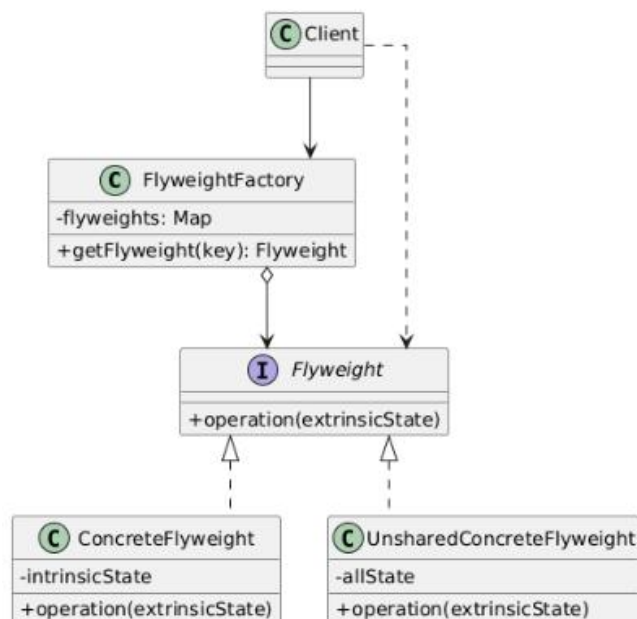 C Client
C FlyweightFactory
-flyweights: Map
+getFlyweight(key): Flyweight
I Flyweight
+operation(extrinsicState)
C ConcreteFlyweight
-intrinsicState
+operation(extrinsicState)
C UnsharedConcreteFlyweight
-allState
+operation(extrinsicState)